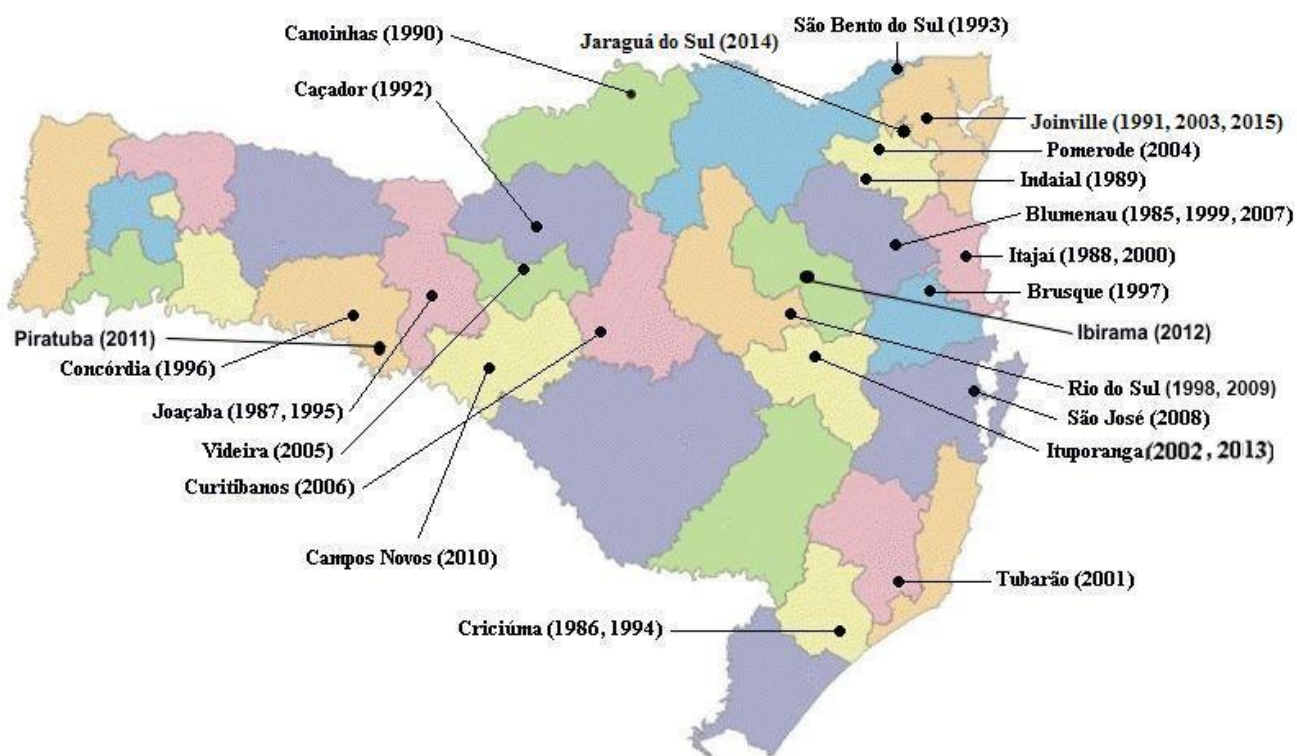 São Bento do Sul (1993)
Canoinhas (1990)
Jaraguá do Sul (2014)
Caçador (1992)
Joinville (1991, 2003, 2015)
Pomerode (2004)
Indaial (1989)
Blumenau (1985, 1999, 2007)
Itajaí (1988, 2000)
Brusque (1997)
Ibirama (2012)
Piratuba (2011)
Concórdia (1996)
Rio do Sul (1998, 2009)
Joaçaba (1987, 1995)
São José (2008)
Videira (2005)
Ituporanga (2002, 2013)
Curitibanos (2006)
Campos Novos (2010)
Tubarão (2001)
Criciúma (1986, 1994)